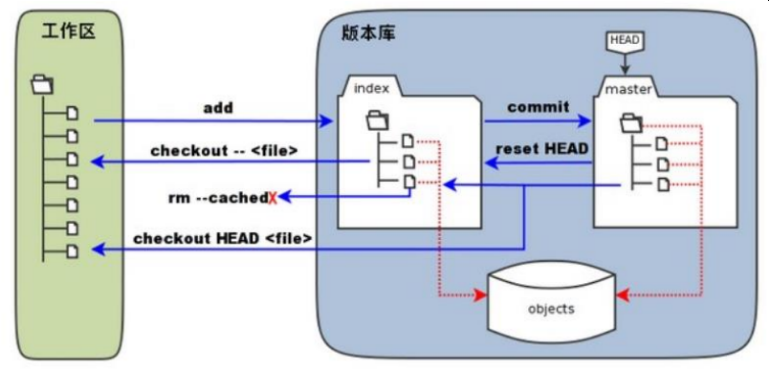 工作区
版本库
HEAD
index
master
add
commit
checkout -- <file>
reset HEAD
rm --cachedX
checkout HEAD <file>
objects